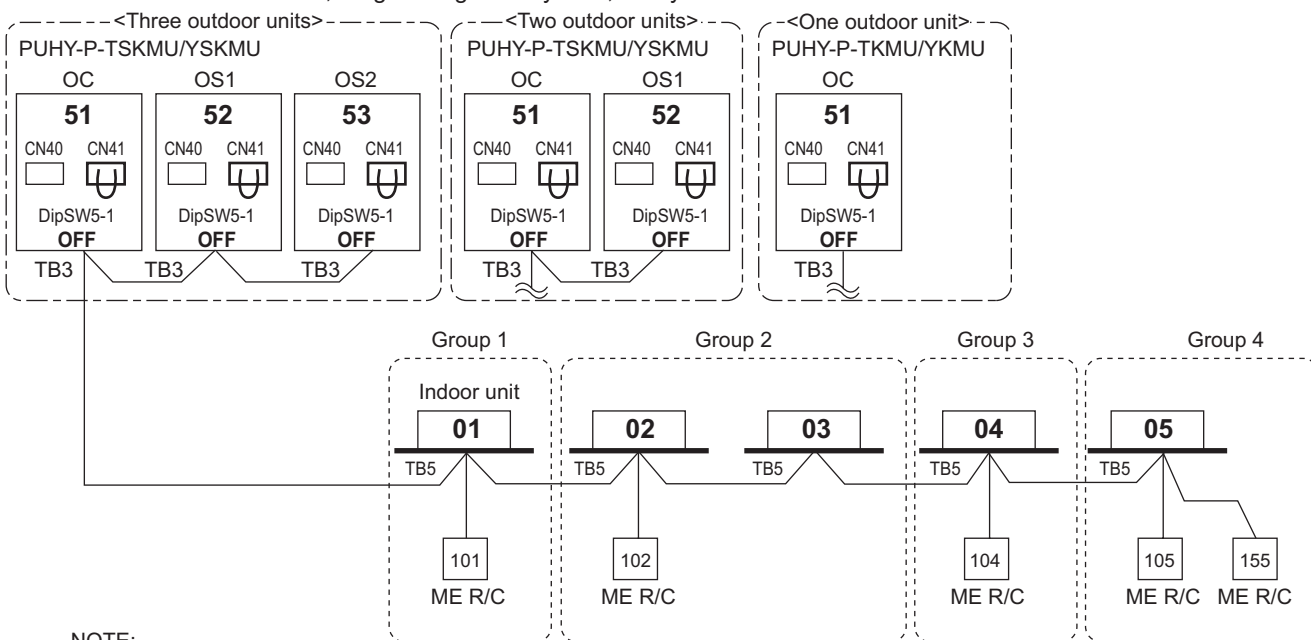 <Three outdoor units> <Two outdoor units> <One outdoor unit>
PUHY-P-TSKMU/YSKMU PUHY-P-TSKMU/YSKMU PUHY-P-TKMU/YKMU
OC OS1 OS2 OC OS1 OC
51 52 53 51 52 51
CN40 CN41 CN40 CN41 CN40 CN41 CN40 CN41 CN40 CN41 CN40 CN41
DipSW5-1 DipSW5-1 DipSW5-1 DipSW5-1 DipSW5-1 DipSW5-1
OFF OFF OFF OFF OFF OFF
TB3 TB3 TB3 TB3 TB3 TB3
Group 1 Group 2 Group 3 Group 4
Indoor unit
01 02 03 04 05
TB5 TB5 TB5 TB5 TB5
101 102 104 105 155
ME R/C ME R/C ME R/C ME R/C ME R/C
NOTE: